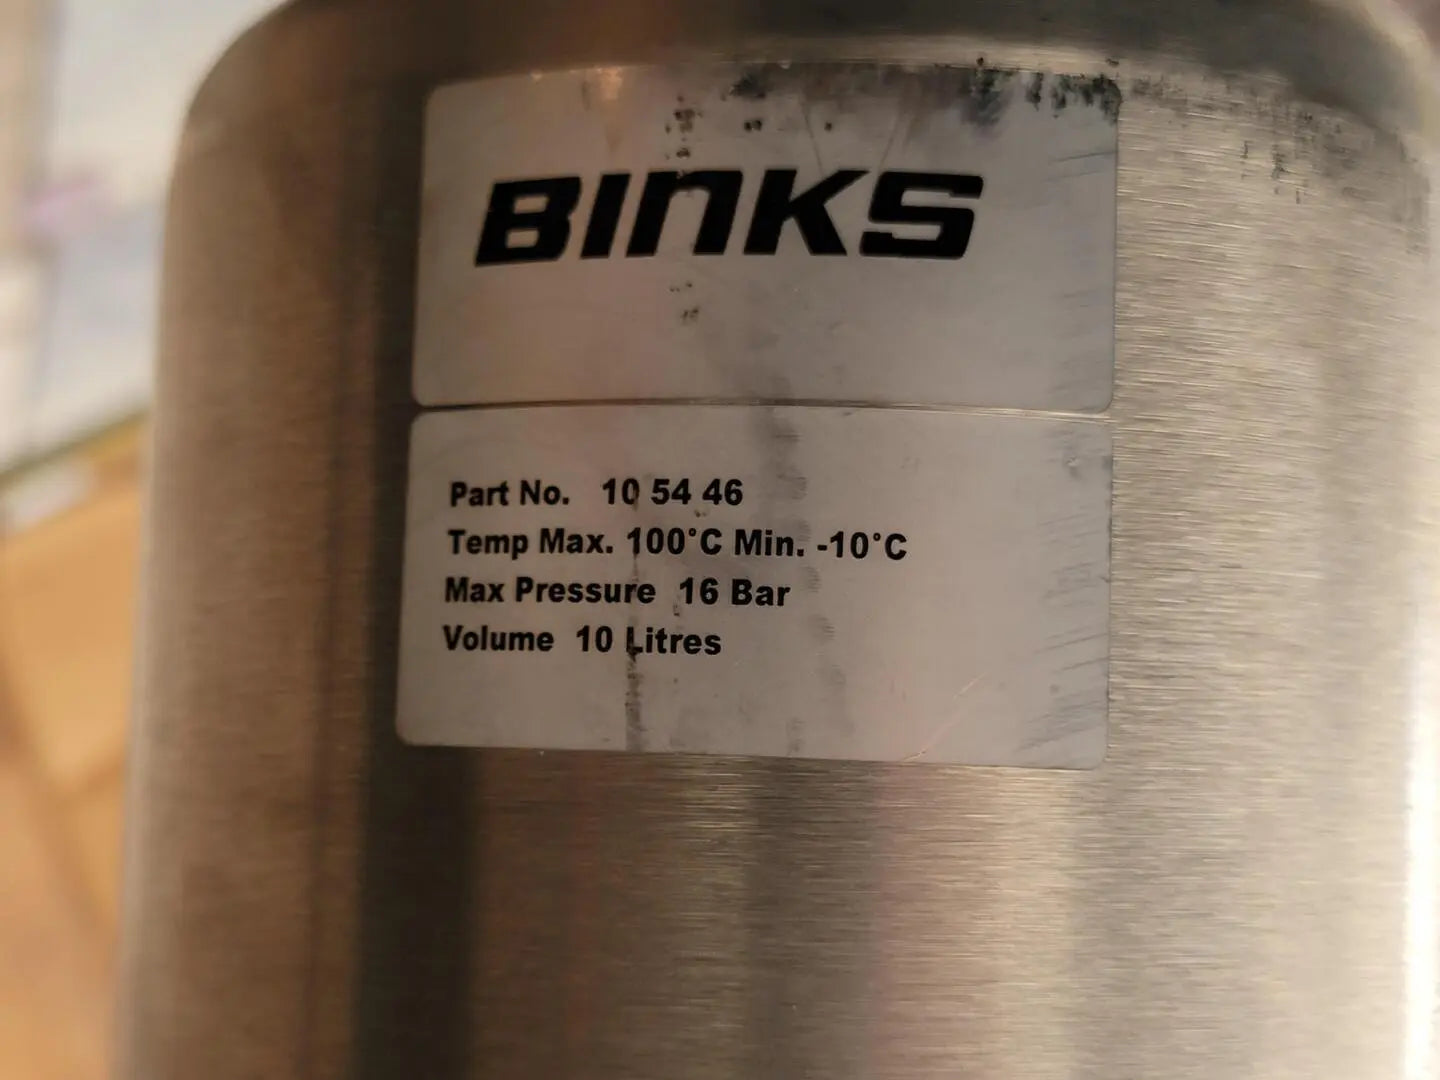 BINKS
Part No. 10 54 46
Temp Max. 100°C Min. -10°C
Max Pressure 16 Bar
Volume 10 Litres